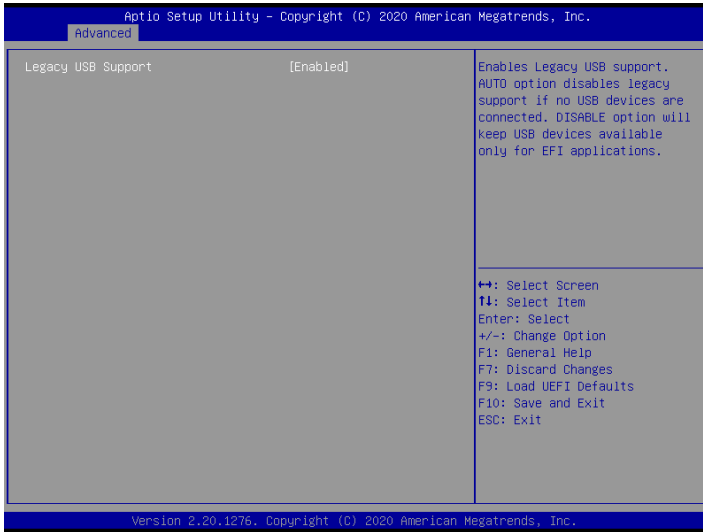 Aptio Setup Utility – Copyright (C) 2020 American Megatrends, Inc.
Advanced
Legacy USB Support [Enabled]
Enables Legacy USB support.
AUTO option disables legacy
support if no USB devices are
connected. DISABLE option will
keep USB devices available
only for EFI applications.
↔: Select Screen
↑↓: Select Item
Enter: Select
+/-: Change Option
F1: General Help
F7: Discard Changes
F9: Load UEFI Defaults
F10: Save and Exit
ESC: Exit
Version 2.20.1276. Copyright (C) 2020 American Megatrends, Inc.